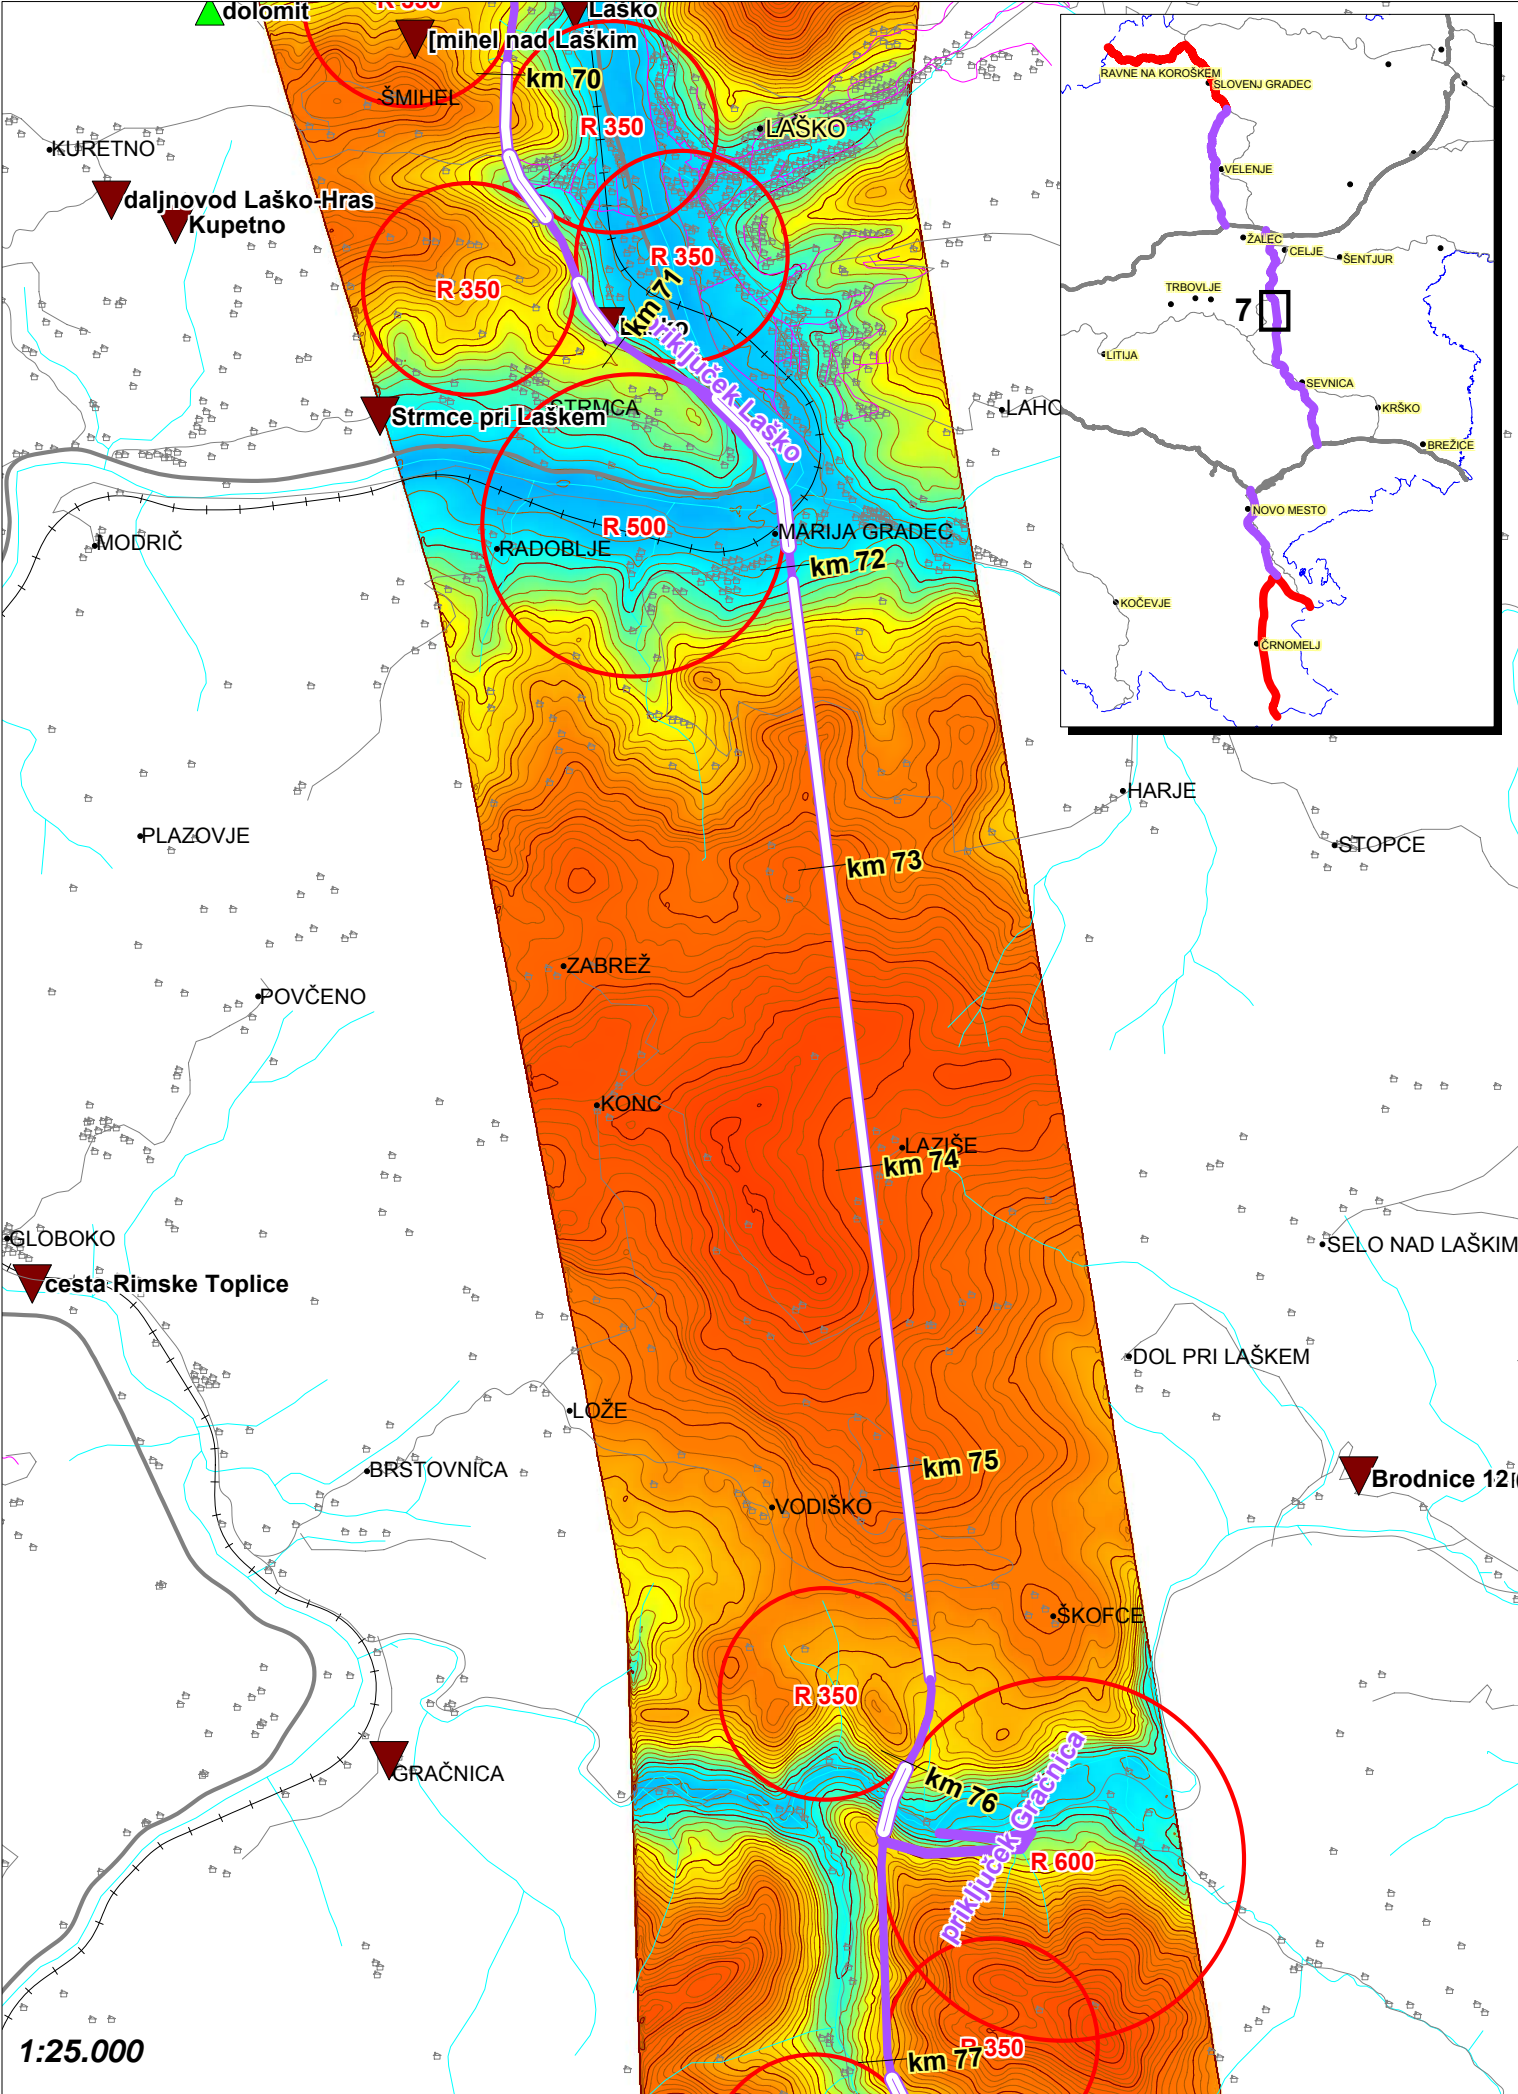 R 350
dolomit
Laško
[mihel nad Laškim
km 70
ŠMIHEL
R 350
LAŠKO
KURETNO
daljnovod Laško-Hras
Kupetno
R 350
R 350
km 71
priključek Laško
STRMCA
Strmce pri Laškem
LAHO
R 500
MARIJA GRADEC
MODRIČ
RADOBLJE
km 72
HARJE
PLAZOVJE
STOPCE
km 73
ZABREŽ
POVČENO
KONC
LAZIŠE
km 74
GLOBOKO
SELO NAD LAŠKIM
cesta Rimske Toplice
DOL PRI LAŠKEM
LOŽE
km 75
BRSTOVNICA
Brodnice 12
VODIŠKO
ŠKOFCE
R 350
GRAČNICA
km 76
priključek Gračnica
R 600
R 350
km 77
1:25.000
RAVNE NA KOROŠKEM
SLOVENJ GRADEC
VELENJE
ŽALEC
CELJE
ŠENTJUR
TRBOVLJE
7
LITIJA
SEVNICA
KRŠKO
BREŽICE
NOVO MESTO
KOČEVJE
ČRNOMELJ